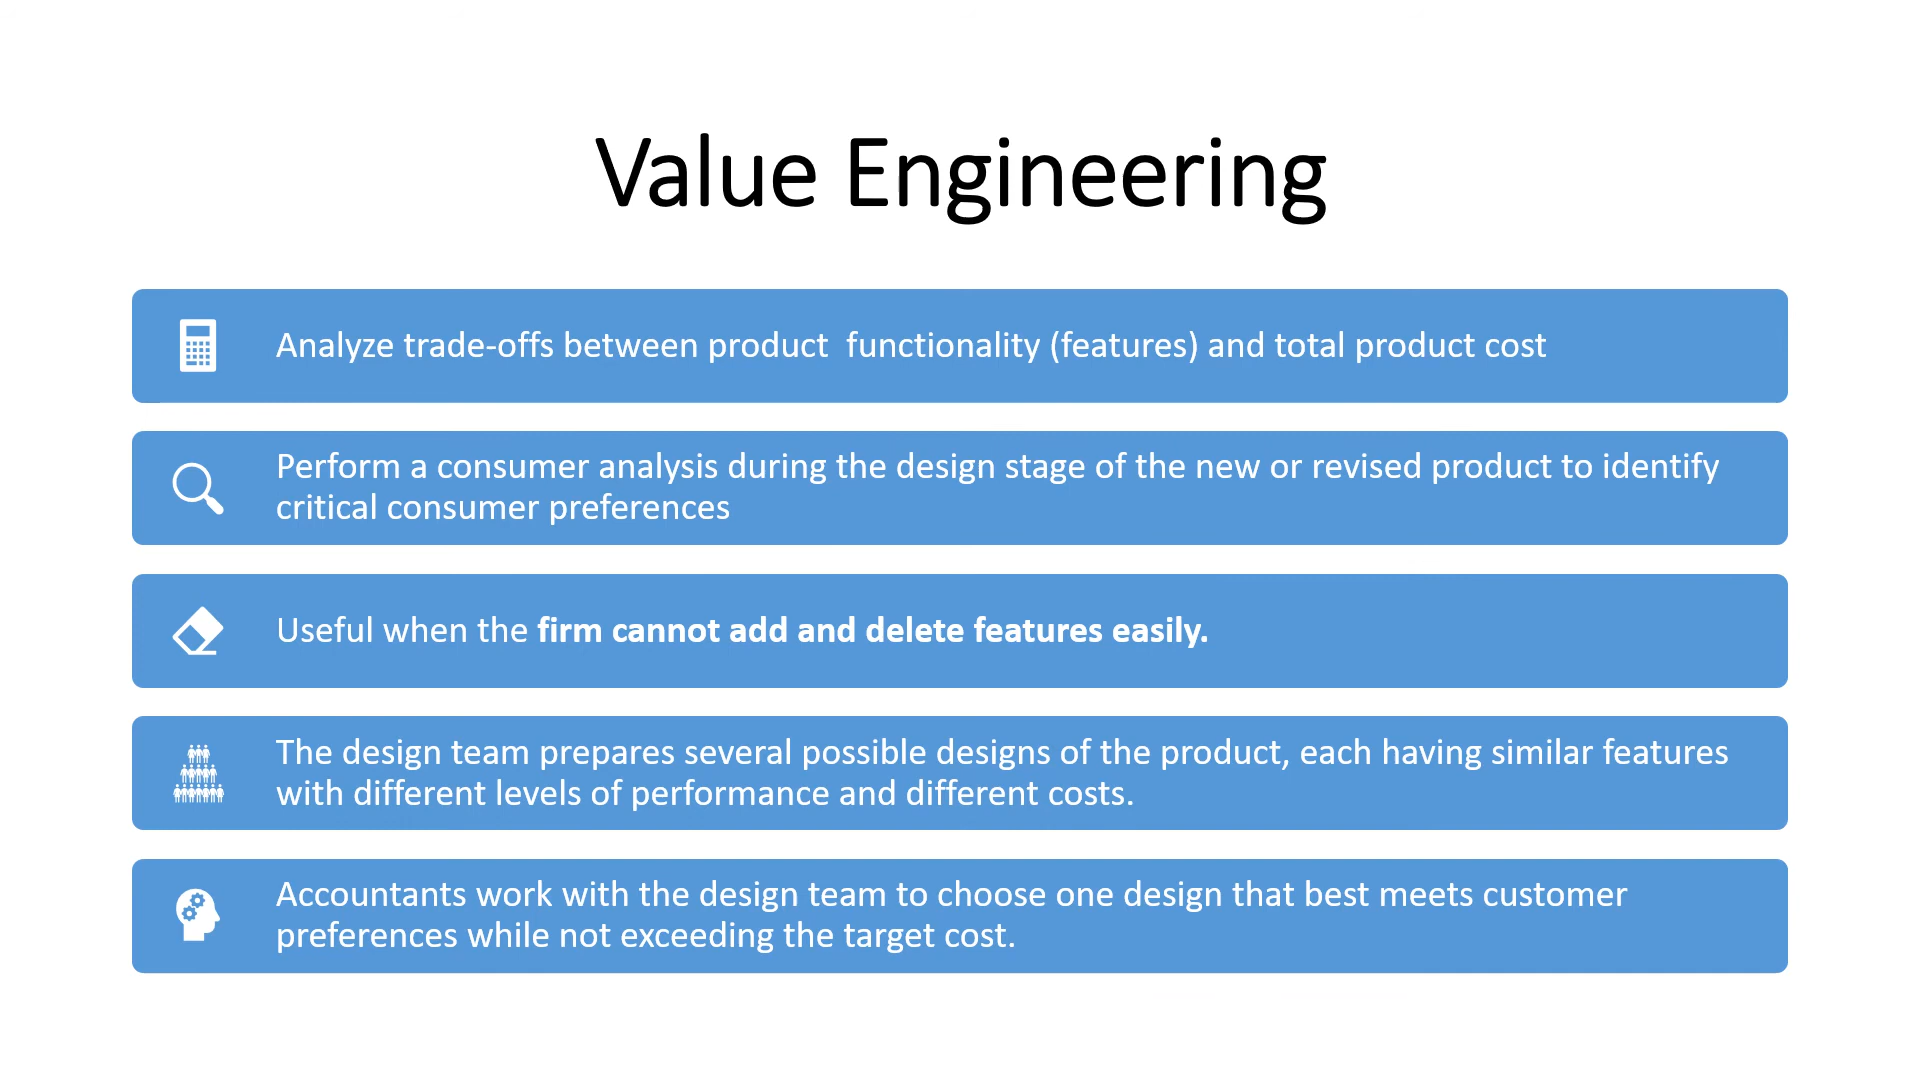 Value Engineering
Analyze trade-offs between product  functionality (features) and total product cost
Perform a consumer analysis during the design stage of the new or revised product to identify
critical consumer preferences
Useful when the firm cannot add and delete features easily.
The design team prepares several possible designs of the product, each having similar features
with different levels of performance and different costs.
Accountants work with the design team to choose one design that best meets customer
preferences while not exceeding the target cost.